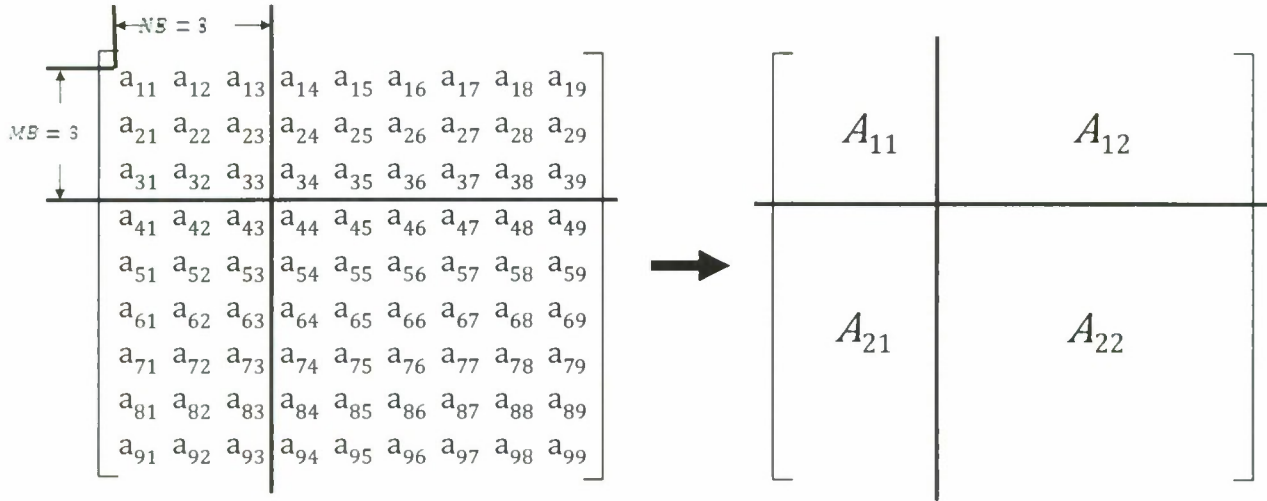 NB = 3
MB = 3
a₁₁ a₁₂ a₁₃ a₁₄ a₁₅ a₁₆ a₁₇ a₁₈ a₁₉
a₂₁ a₂₂ a₂₃ a₂₄ a₂₅ a₂₆ a₂₇ a₂₈ a₂₉
a₃₁ a₃₂ a₃₃ a₃₄ a₃₅ a₃₆ a₃₇ a₃₈ a₃₉
a₄₁ a₄₂ a₄₃ a₄₄ a₄₅ a₄₆ a₄₇ a₄₈ a₄₉
a₅₁ a₅₂ a₅₃ a₅₄ a₅₅ a₅₆ a₅₇ a₅₈ a₅₉
a₆₁ a₆₂ a₆₃ a₆₄ a₆₅ a₆₆ a₆₇ a₆₈ a₆₉
a₇₁ a₇₂ a₇₃ a₇₄ a₇₅ a₇₆ a₇₇ a₇₈ a₇₉
a₈₁ a₈₂ a₈₃ a₈₄ a₈₅ a₈₆ a₈₇ a₈₈ a₈₉
a₉₁ a₉₂ a₉₃ a₉₄ a₉₅ a₉₆ a₉₇ a₉₈ a₉₉
A₁₁ A₁₂
A₂₁ A₂₂